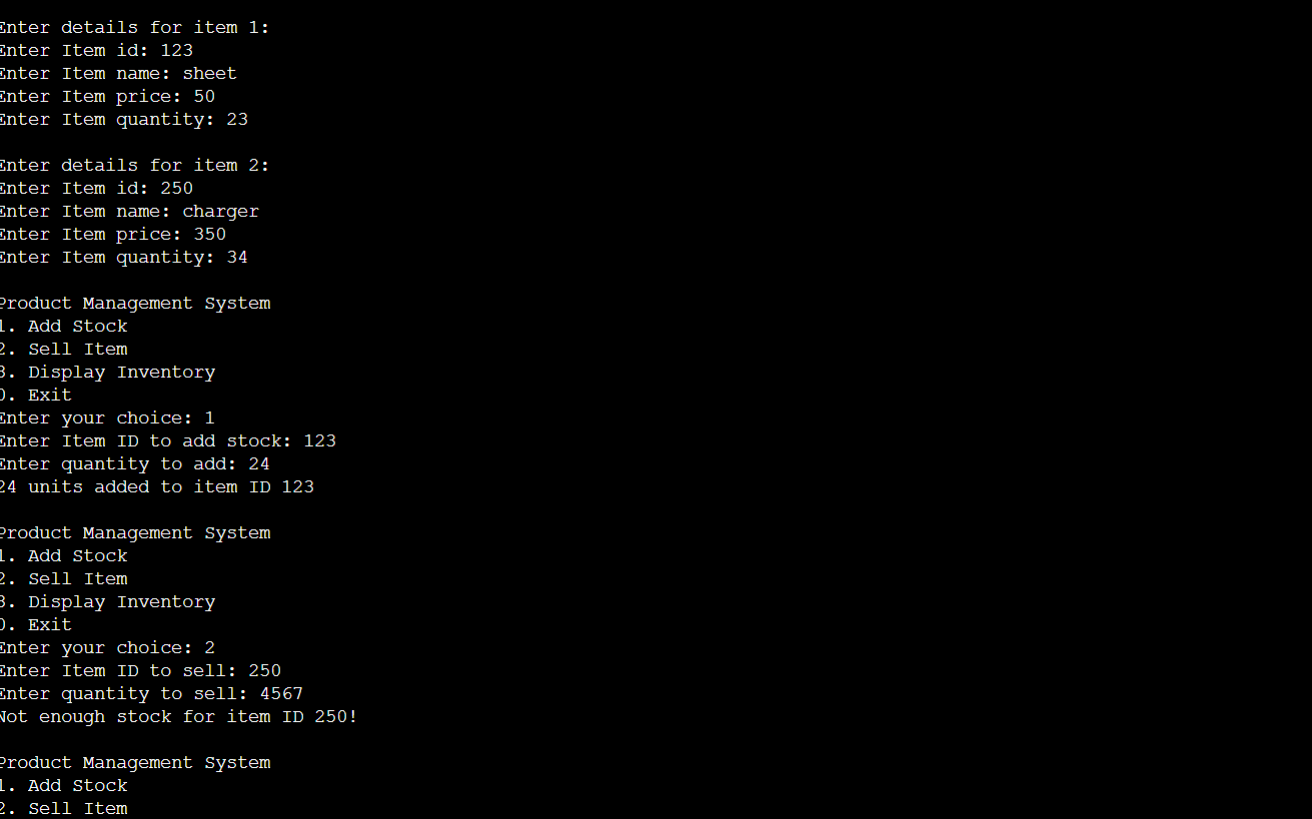 Enter details for item 1:
Enter Item id: 123
Enter Item name: sheet
Enter Item price: 50
Enter Item quantity: 23
Enter details for item 2:
Enter Item id: 250
Enter Item name: charger
Enter Item price: 350
Enter Item quantity: 34
Product Management System
1. Add Stock
2. Sell Item
3. Display Inventory
0. Exit
Enter your choice: 1
Enter Item ID to add stock: 123
Enter quantity to add: 24
24 units added to item ID 123
Product Management System
1. Add Stock
2. Sell Item
3. Display Inventory
0. Exit
Enter your choice: 2
Enter Item ID to sell: 250
Enter quantity to sell: 4567
Not enough stock for item ID 250!
Product Management System
1. Add Stock
2. Sell Item